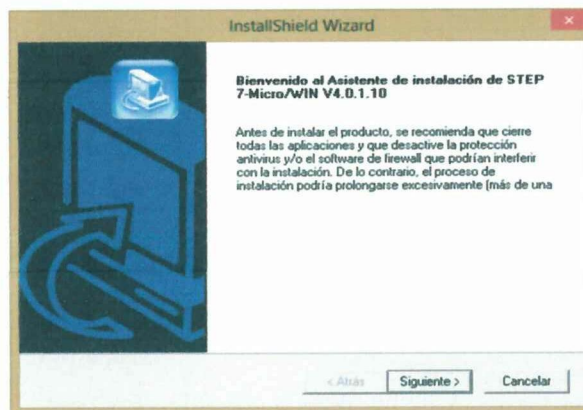 InstallShield Wizard
Bienvenido al Asistente de instalación de STEP
7-Micro/WIN V4.0.1.10
Antes de instalar el producto, se recomienda que cierre
todas las aplicaciones y que desactive la protección
antivirus y/o el software de firewall que podrían interferir
con la instalación. De lo contrario, el proceso de
instalación podría prolongarse excesivamente (más de una
< Atrás
Siguiente >
Cancelar